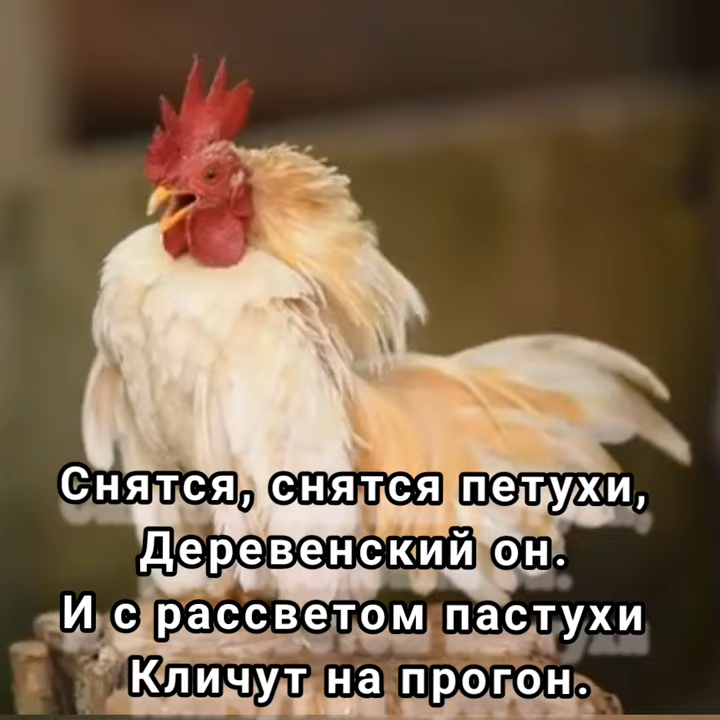 Снятся, снятся петухи,
Деревенский он.
И с рассветом пастухи
Кличут на прогон.